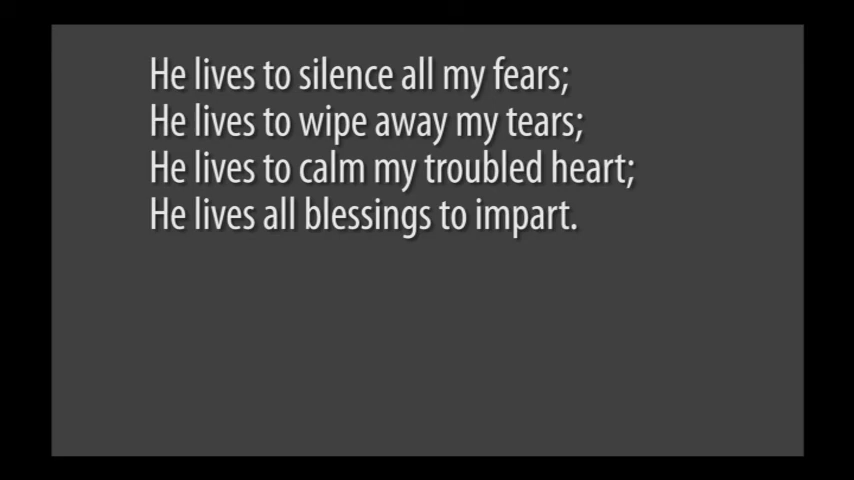 He lives to silence all my fears;
He lives to wipe away my tears;
He lives to calm my troubled heart;
He lives all blessings to impart.